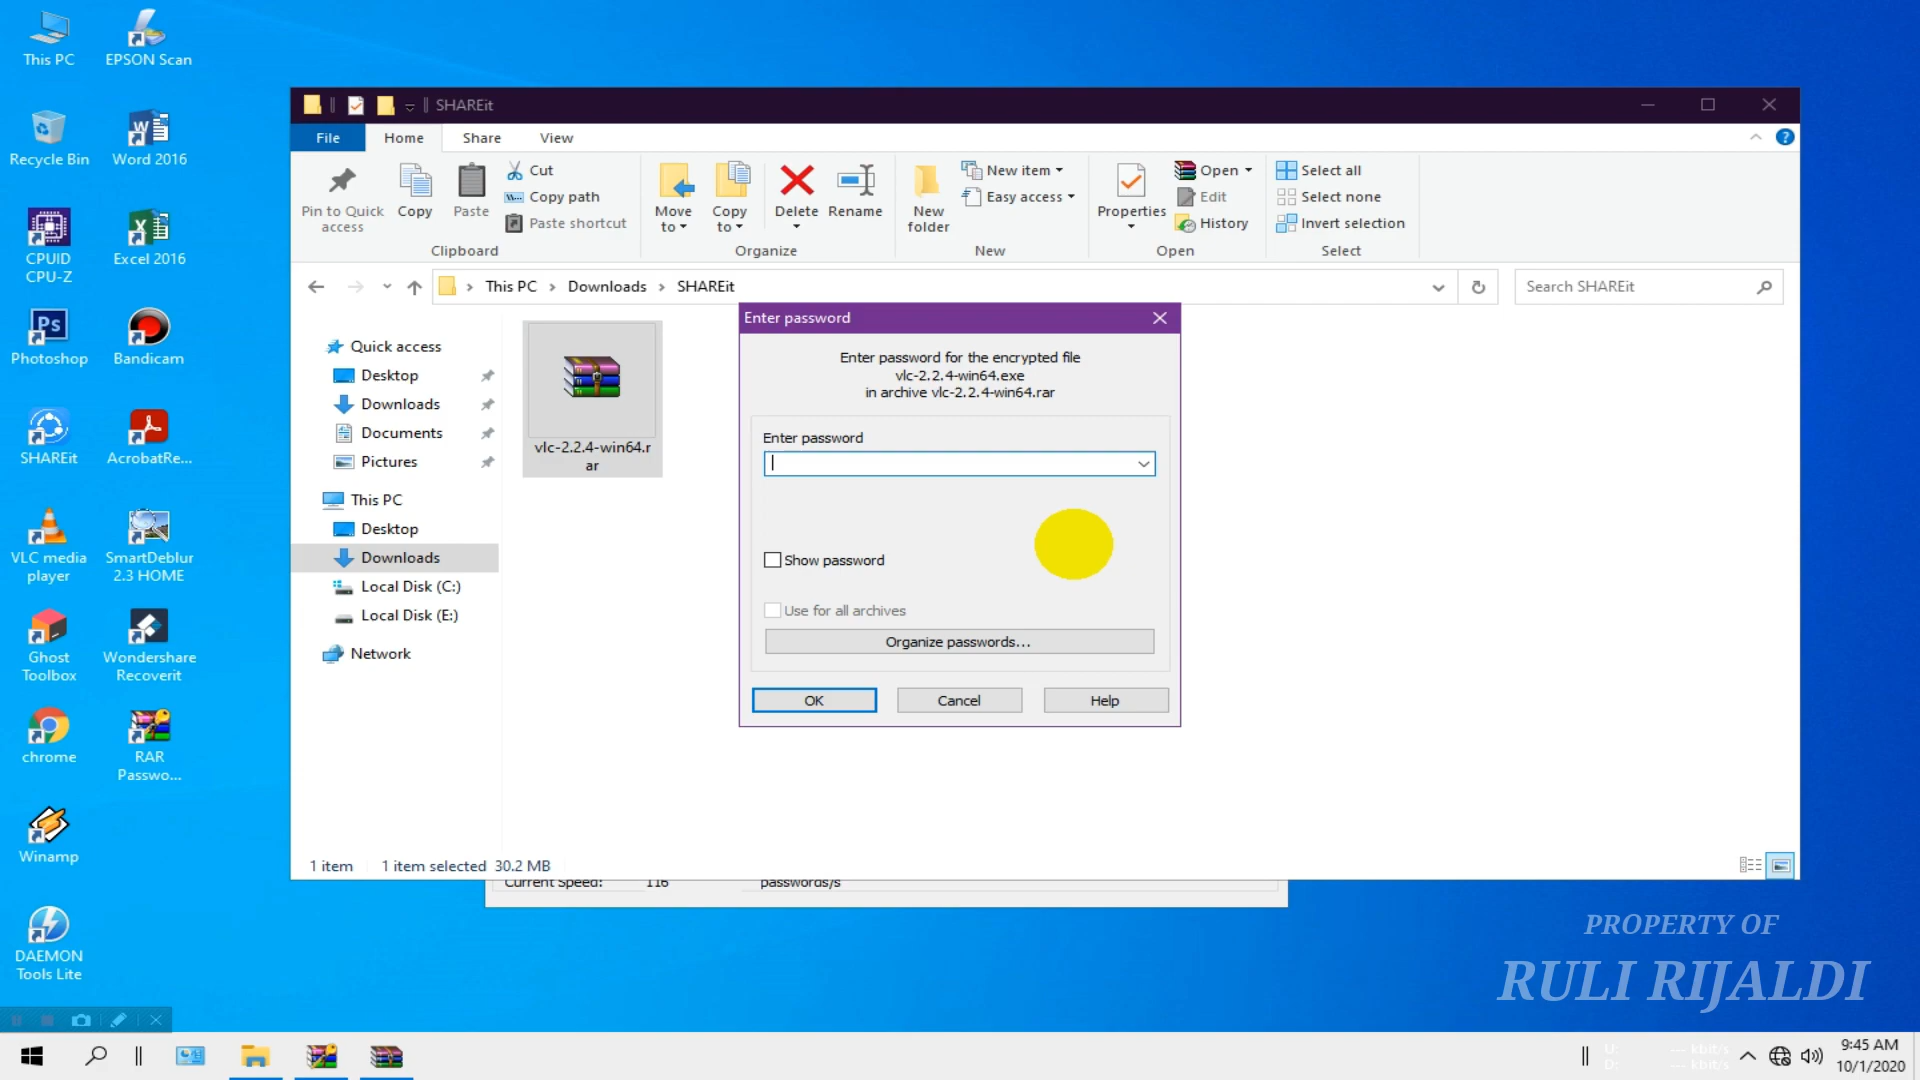 This PC
EPSON Scan
Recycle Bin
Word 2016
CPUID
CPU-Z
Excel 2016
Photoshop
Bandicam
SHAREit
AcrobatRe...
VLC media
player
SmartDeblur
2.3 HOME
Ghost
Toolbox
Wondershare
Recoverit
chrome
RAR
Passwo...
Winamp
DAEMON
Tools Lite
SHAREit
File
Home
Share
View
Pin to Quick
access
Copy
Paste
Cut
Copy path
Paste shortcut
Clipboard
Move
to
Copy
to
Delete
Rename
Organize
New
folder
New item
Easy access
New
Properties
Open
Edit
History
Open
Select all
Select none
Invert selection
Select
This PC > Downloads > SHAREit
Search SHAREit
Quick access
Desktop
Downloads
Documents
Pictures
This PC
Desktop
Downloads
Local Disk (C:)
Local Disk (E:)
Network
vlc-2.2.4-win64.r
ar
Enter password
Enter password for the encrypted file
vlc-2.2.4-win64.exe
in archive vlc-2.2.4-win64.rar
Enter password
Show password
Use for all archives
Organize passwords...
OK
Cancel
Help
1 item
1 item selected 30.2 MB
Current Speed: 116 passwords/s
PROPERTY OF
RULI RIJALDI
U: --- kbit/s
D: --- kbit/s
9:45 AM
10/1/2020